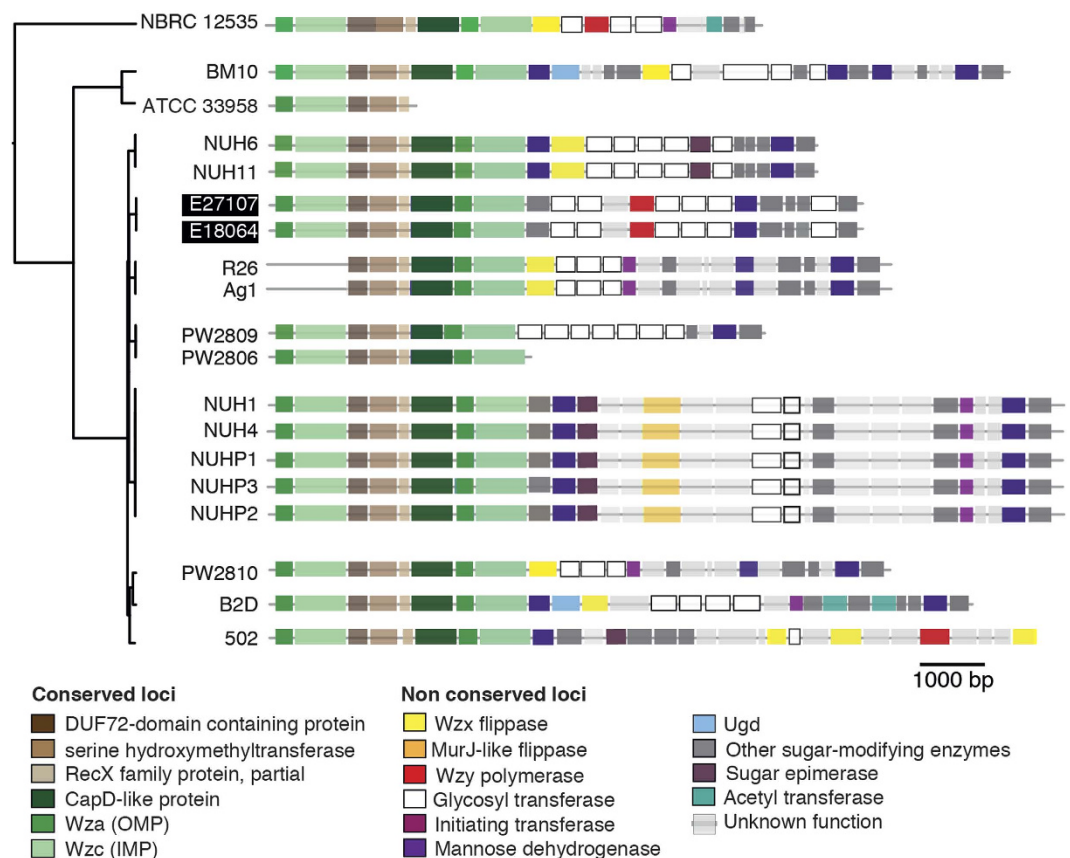 NBRC 12535
BM10
ATCC 33958
NUH6
NUH11
E27107
E18064
R26
Ag1
PW2809
PW2806
NUH1
NUH4
NUHP1
NUHP3
NUHP2
PW2810
B2D
502
1000 bp
Conserved loci
DUF72-domain containing protein
serine hydroxymethyltransferase
RecX family protein, partial
CapD-like protein
Wza (OMP)
Wzc (IMP)
Non conserved loci
Wzx flippase
MurJ-like flippase
Wzy polymerase
Glycosyl transferase
Initiating transferase
Mannose dehydrogenase
Ugd
Other sugar-modifying enzymes
Sugar epimerase
Acetyl transferase
Unknown function